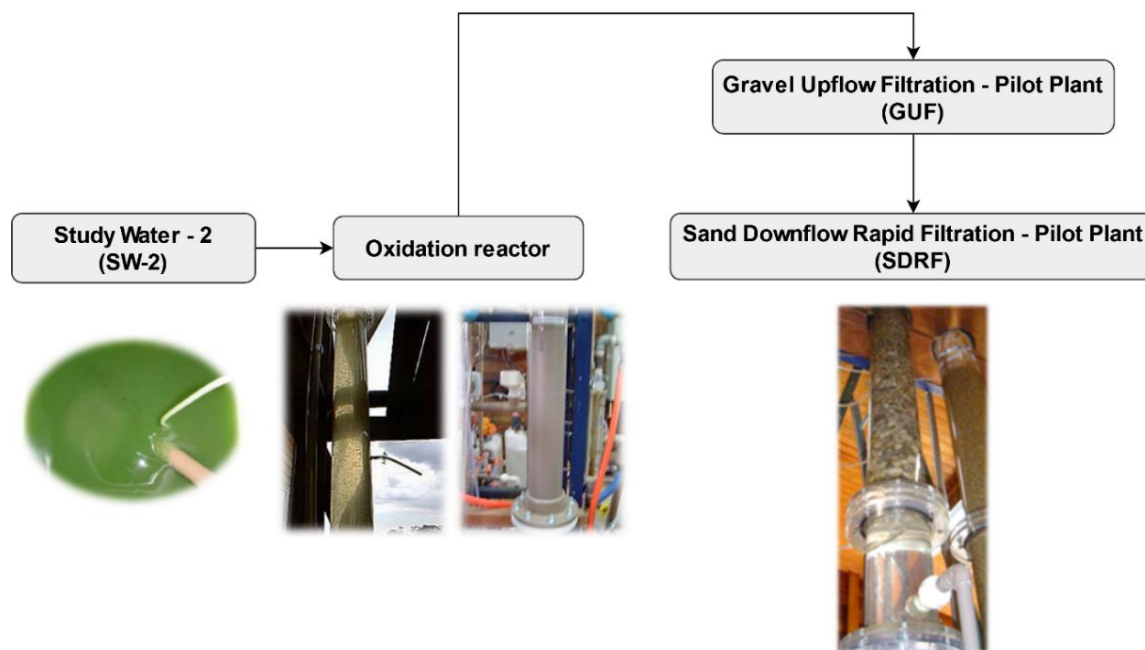 Gravel Upflow Filtration - Pilot Plant
(GUF)
Study Water - 2
(SW-2)
Oxidation reactor
Sand Downflow Rapid Filtration - Pilot Plant
(SDRF)